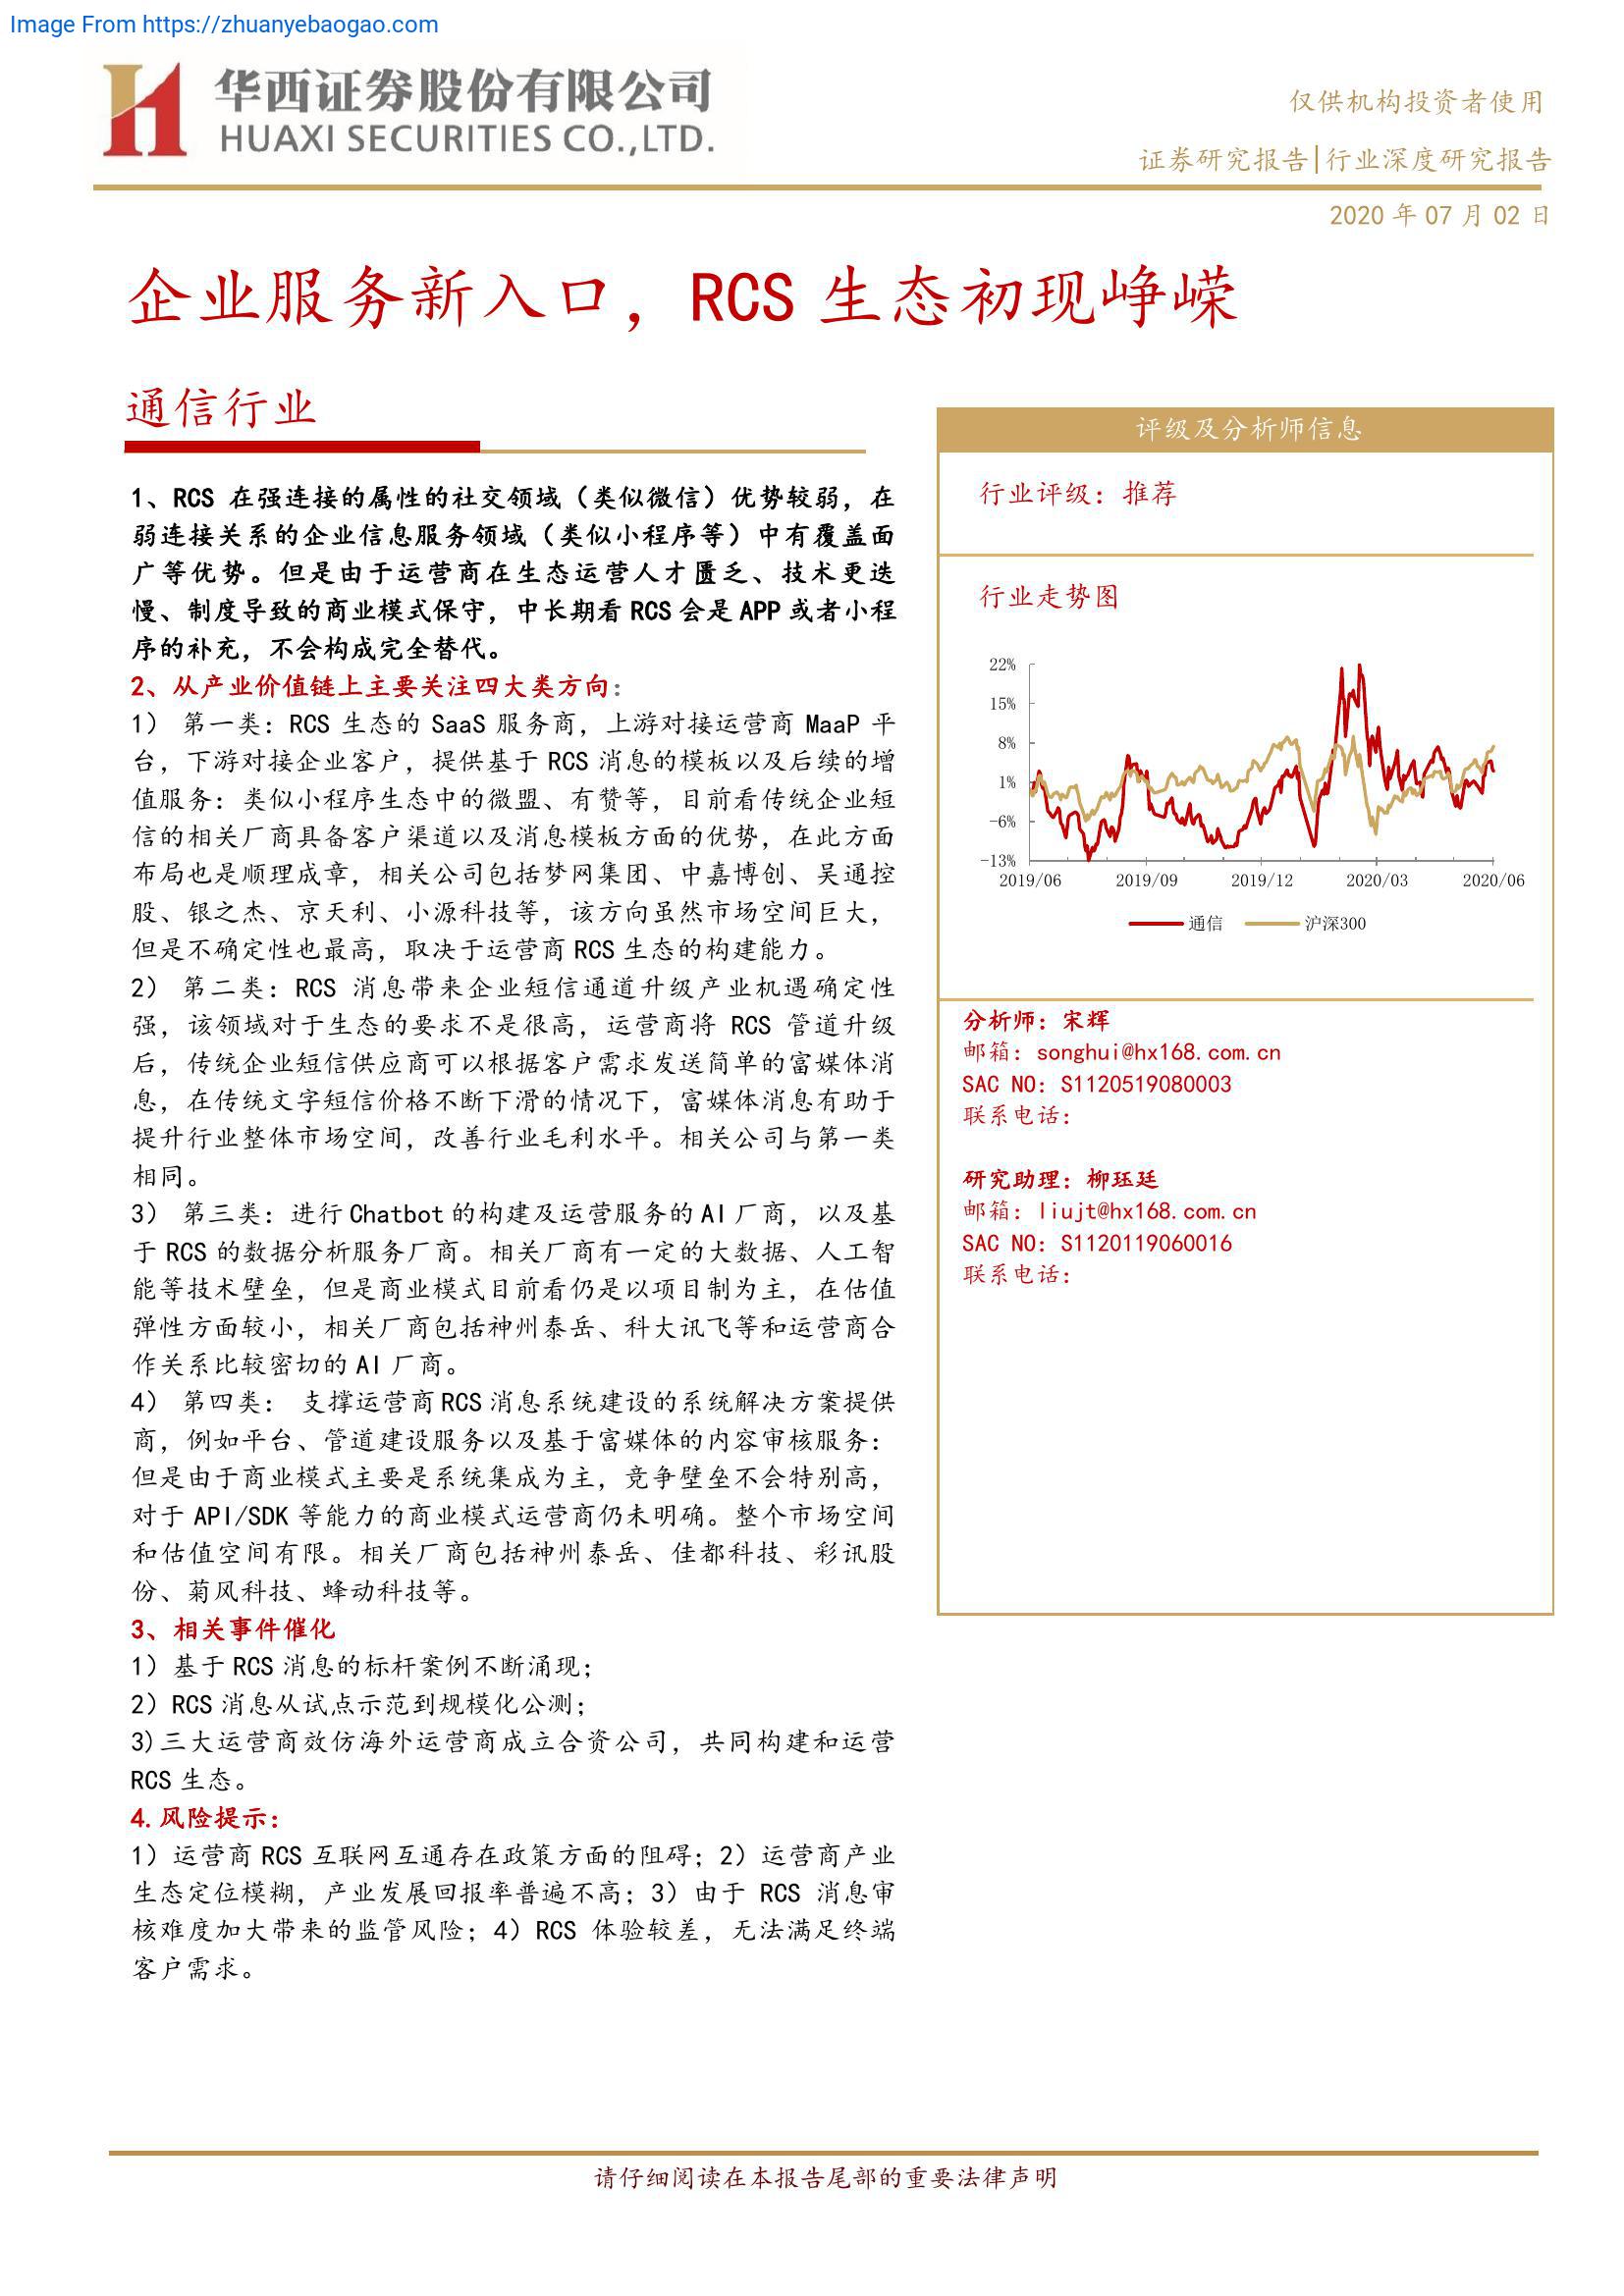 Image From https://zhuanyebaogao.com
华西证券股份有限公司
HUAXI SECURITIES CO.,LTD.
仅供机构投资者使用
证券研究报告|行业深度研究报告
2020 年 07 月 02 日
企业服务新入口，RCS 生态初现峥嵘
通信行业
1、RCS 在强连接的属性的社交领域（类似微信）优势较弱，在
弱连接关系的企业信息服务领域（类似小程序等）中有覆盖面
广等优势。但是由于运营商在生态运营人才匮乏、技术更迭
慢、制度导致的商业模式保守，中长期看 RCS 会是 APP 或者小程
序的补充，不会构成完全替代。
2、从产业价值链上主要关注四大类方向：
1） 第一类：RCS 生态的 SaaS 服务商，上游对接运营商 MaaP 平
台，下游对接企业客户，提供基于 RCS 消息的模板以及后续的增
值服务：类似小程序生态中的微盟、有赞等，目前看传统企业短
信的相关厂商具备客户渠道以及消息模板方面的优势，在此方面
布局也是顺理成章，相关公司包括梦网集团、中嘉博创、吴通控
股、银之杰、京天利、小源科技等，该方向虽然市场空间巨大，
但是不确定性也最高，取决于运营商 RCS 生态的构建能力。
2） 第二类：RCS 消息带来企业短信通道升级产业机遇确定性
强，该领域对于生态的要求不是很高，运营商将 RCS 管道升级
后，传统企业短信供应商可以根据客户需求发送简单的富媒体消
息，在传统文字短信价格不断下滑的情况下，富媒体消息有助于
提升行业整体市场空间，改善行业毛利水平。相关公司与第一类
相同。
3） 第三类：进行 Chatbot 的构建及运营服务的 AI 厂商，以及基
于 RCS 的数据分析服务厂商。相关厂商有一定的大数据、人工智
能等技术壁垒，但是商业模式目前看仍是以项目制为主，在估值
弹性方面较小，相关厂商包括神州泰岳、科大讯飞等和运营商合
作关系比较密切的 AI 厂商。
4） 第四类： 支撑运营商 RCS 消息系统建设的系统解决方案提供
商，例如平台、管道建设服务以及基于富媒体的内容审核服务：
但是由于商业模式主要是系统集成为主，竞争壁垒不会特别高，
对于 API/SDK 等能力的商业模式运营商仍未明确。整个市场空间
和估值空间有限。相关厂商包括神州泰岳、佳都科技、彩讯股
份、菊风科技、蜂动科技等。
3、相关事件催化
1）基于 RCS 消息的标杆案例不断涌现；
2）RCS 消息从试点示范到规模化公测；
3)三大运营商效仿海外运营商成立合资公司，共同构建和运营
RCS 生态。
4.风险提示：
1）运营商 RCS 互联网互通存在政策方面的阻碍；2）运营商产业
生态定位模糊，产业发展回报率普遍不高；3）由于 RCS 消息审
核难度加大带来的监管风险；4）RCS 体验较差，无法满足终端
客户需求。
评级及分析师信息
行业评级：推荐
行业走势图
22%
15%
8%
1%
-6%
-13%
2019/06 2019/09 2019/12 2020/03 2020/06
通信 沪深300
分析师：宋辉
邮箱：songhui@hx168.com.cn
SAC NO：S1120519080003
联系电话：
研究助理：柳珏廷
邮箱：liujt@hx168.com.cn
SAC NO：S1120119060016
联系电话：
请仔细阅读在本报告尾部的重要法律声明